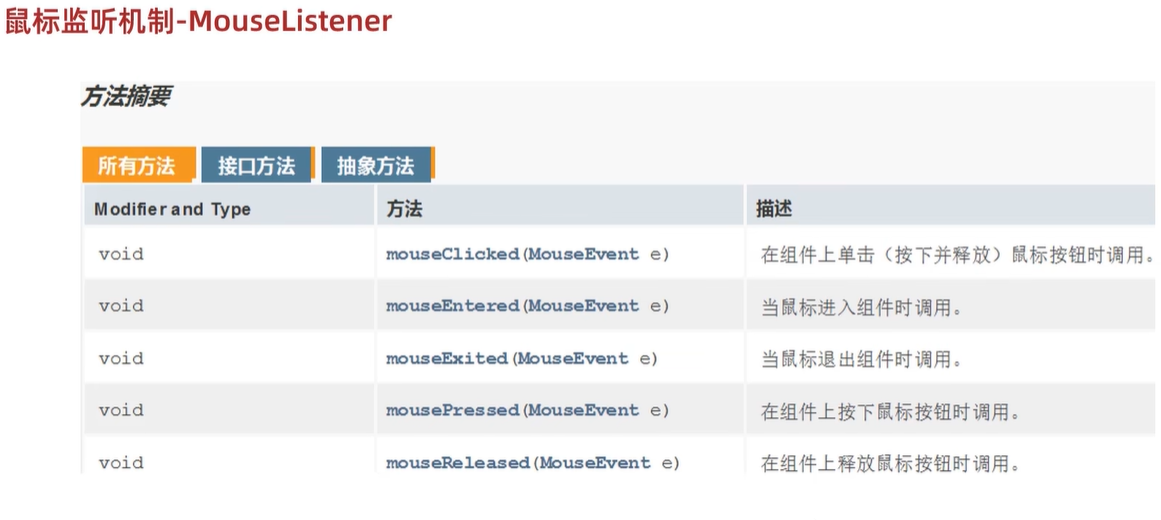 鼠标监听机制-MouseListener
方法摘要
所有方法 接口方法 抽象方法
Modifier and Type 方法 描述
void mouseClicked(MouseEvent e) 在组件上单击（按下并释放）鼠标按钮时调用。
void mouseEntered(MouseEvent e) 当鼠标进入组件时调用。
void mouseExited(MouseEvent e) 当鼠标退出组件时调用。
void mousePressed(MouseEvent e) 在组件上按下鼠标按钮时调用。
void mouseReleased(MouseEvent e) 在组件上释放鼠标按钮时调用。